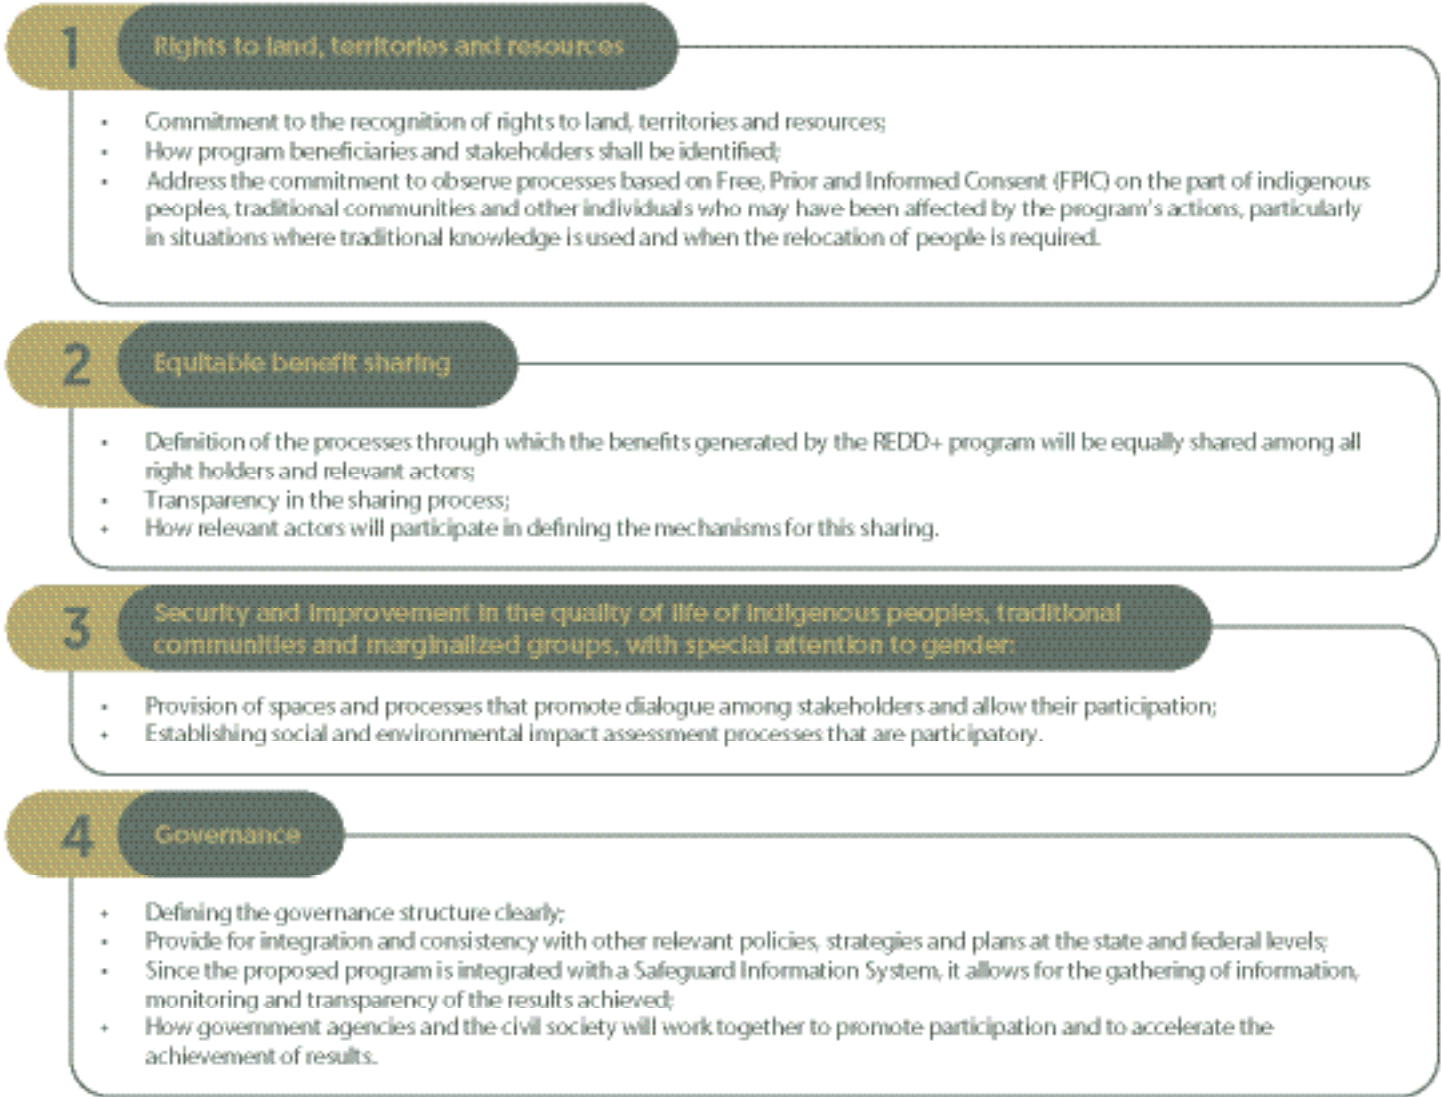 1 Rights to land, territories and resources
• Commitment to the recognition of rights to land, territories and resources;
• How program beneficiaries and stakeholders shall be identified;
• Address the commitment to observe processes based on Free, Prior and Informed Consent (FPIC) on the part of indigenous
peoples, traditional communities and other individuals who may have been affected by the program's actions, particularly
in situations where traditional knowledge is used and when the relocation of people is required.
2 Equitable benefit sharing
• Definition of the processes through which the benefits generated by the REDD+ program will be equally shared among all
right holders and relevant actors;
• Transparency in the sharing process;
• How relevant actors will participate in defining the mechanisms for this sharing.
3 Security and improvement in the quality of life of indigenous peoples, traditional
communities and marginalized groups, with special attention to gender:
• Provision of spaces and processes that promote dialogue among stakeholders and allow their participation;
• Establishing social and environmental impact assessment processes that are participatory.
4 Governance
• Defining the governance structure clearly;
• Provide for integration and consistency with other relevant policies, strategies and plans at the state and federal levels;
• Since the proposed program is integrated with a Safeguard Information System, it allows for the gathering of information,
monitoring and transparency of the results achieved;
• How government agencies and the civil society will work together to promote participation and to accelerate the
achievement of results.